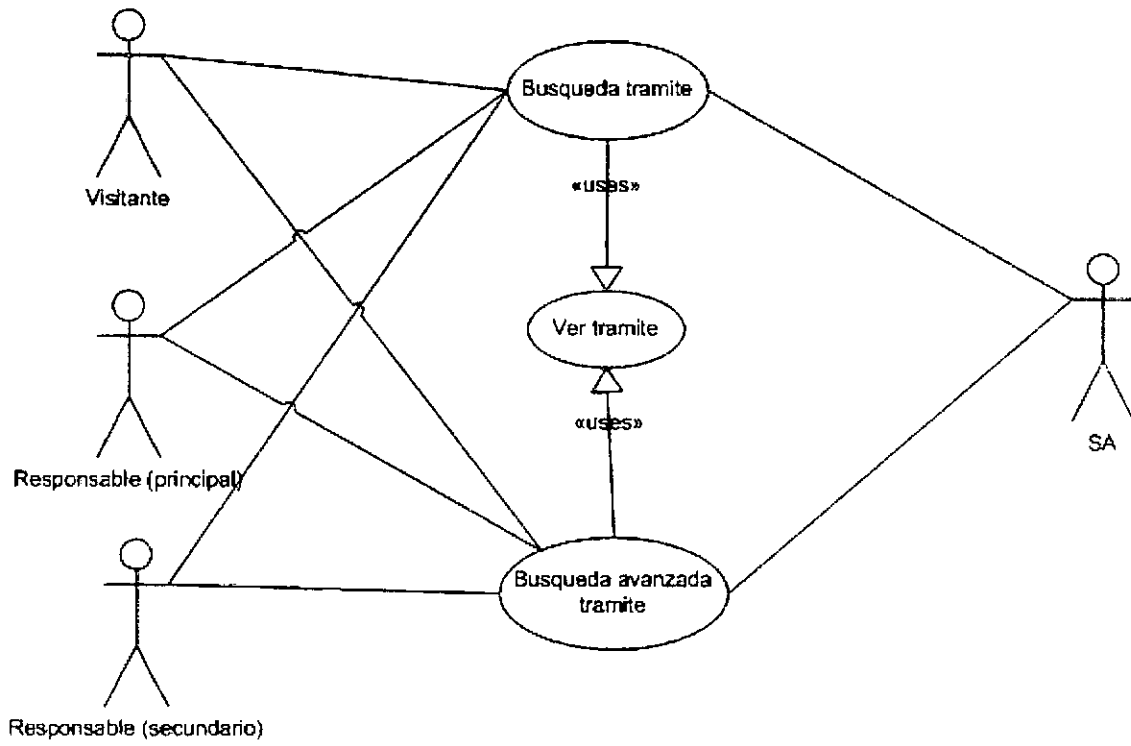 Busqueda tramite
«uses»
Visitante
Ver tramite
«uses»
SA
Responsable (principal)
Busqueda avanzada
tramite
Responsable (secundario)